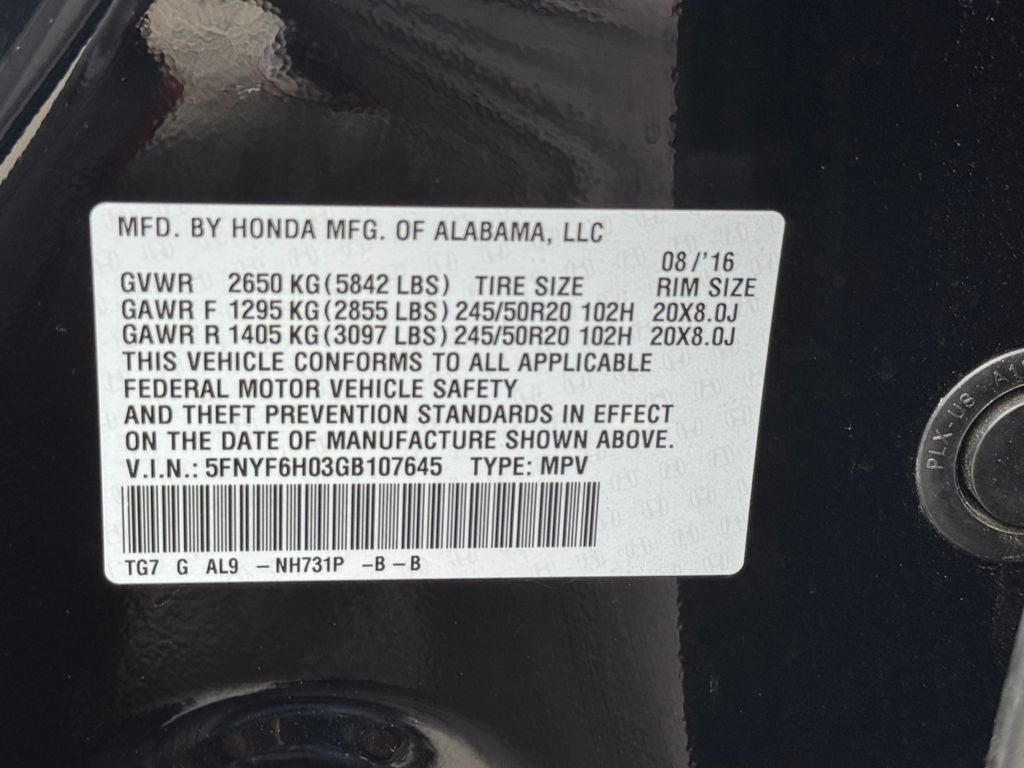 MFD. BY HONDA MFG. OF ALABAMA, LLC
08/'16
GVWR 2650 KG(5842 LBS) TIRE SIZE RIM SIZE
GAWR F 1295 KG(2855 LBS) 245/50R20 102H 20X8.0J
GAWR R 1405 KG(3097 LBS) 245/50R20 102H 20X8.0J
THIS VEHICLE CONFORMS TO ALL APPLICABLE
FEDERAL MOTOR VEHICLE SAFETY
AND THEFT PREVENTION STANDARDS IN EFFECT
ON THE DATE OF MANUFACTURE SHOWN ABOVE.
V.I.N.: 5FNYF6H03GB107645 TYPE: MPV
TG7 G AL9 -NH731P -B-B
PLX-US